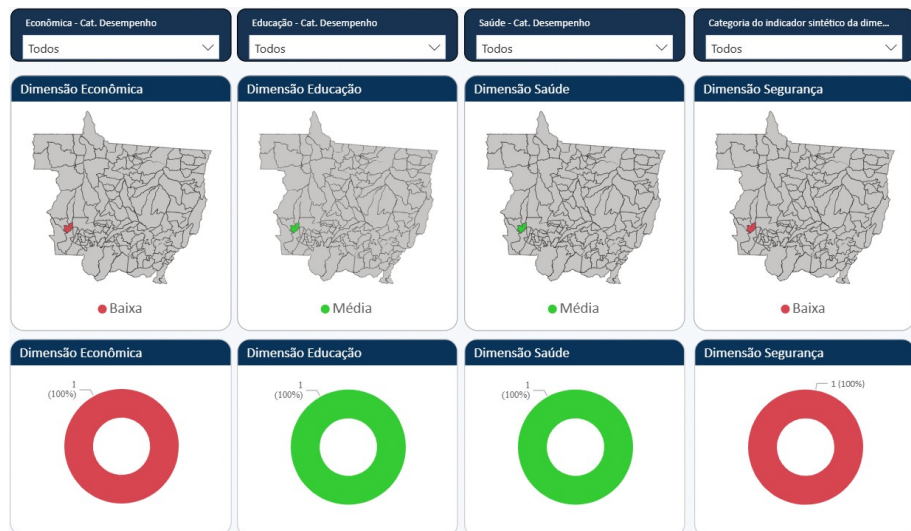 Econômica - Cat. Desempenho
Todos
Educação - Cat. Desempenho
Todos
Saúde - Cat. Desempenho
Todos
Categoria do indicador sintético da dime...
Todos
Dimensão Econômica
Baixa
Dimensão Educação
Média
Dimensão Saúde
Média
Dimensão Segurança
Baixa
Dimensão Econômica
1
(100%)
Dimensão Educação
1
(100%)
Dimensão Saúde
1
(100%)
Dimensão Segurança
1 (100%)